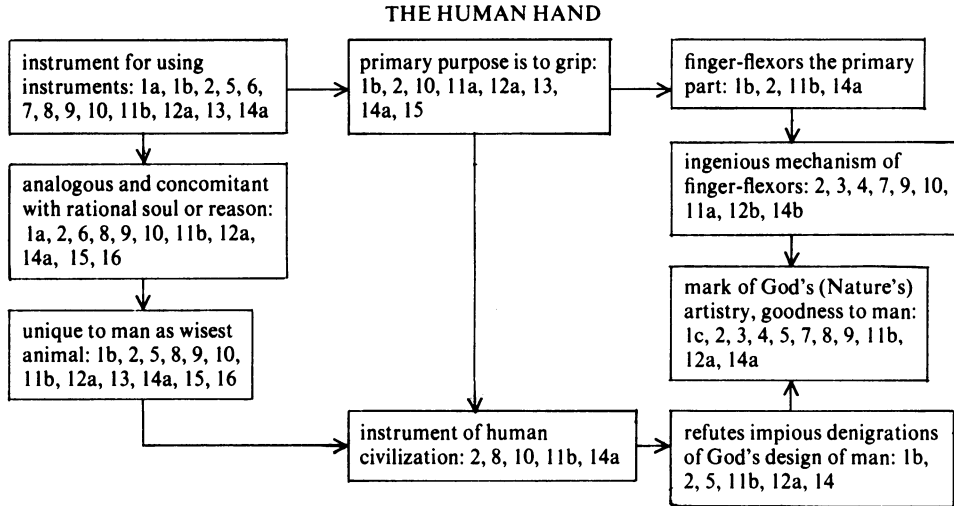 THE HUMAN HAND
instrument for using
instruments: 1a, 1b, 2, 5, 6,
7, 8, 9, 10, 11b, 12a, 13, 14a
primary purpose is to grip:
1b, 2, 10, 11a, 12a, 13,
14a, 15
finger-flexors the primary
part: 1b, 2, 11b, 14a
analogous and concomitant
with rational soul or reason:
1a, 2, 6, 8, 9, 10, 11b, 12a,
14a, 15, 16
ingenious mechanism of
finger-flexors: 2, 3, 4, 7, 9, 10,
11a, 12b, 14b
unique to man as wisest
animal: 1b, 2, 5, 8, 9, 10,
11b, 12a, 13, 14a, 15, 16
mark of God's (Nature's)
artistry, goodness to man:
1c, 2, 3, 4, 5, 7, 8, 9, 11b,
12a, 14a
instrument of human
civilization: 2, 8, 10, 11b, 14a
refutes impious denigrations
of God's design of man: 1b,
2, 5, 11b, 12a, 14